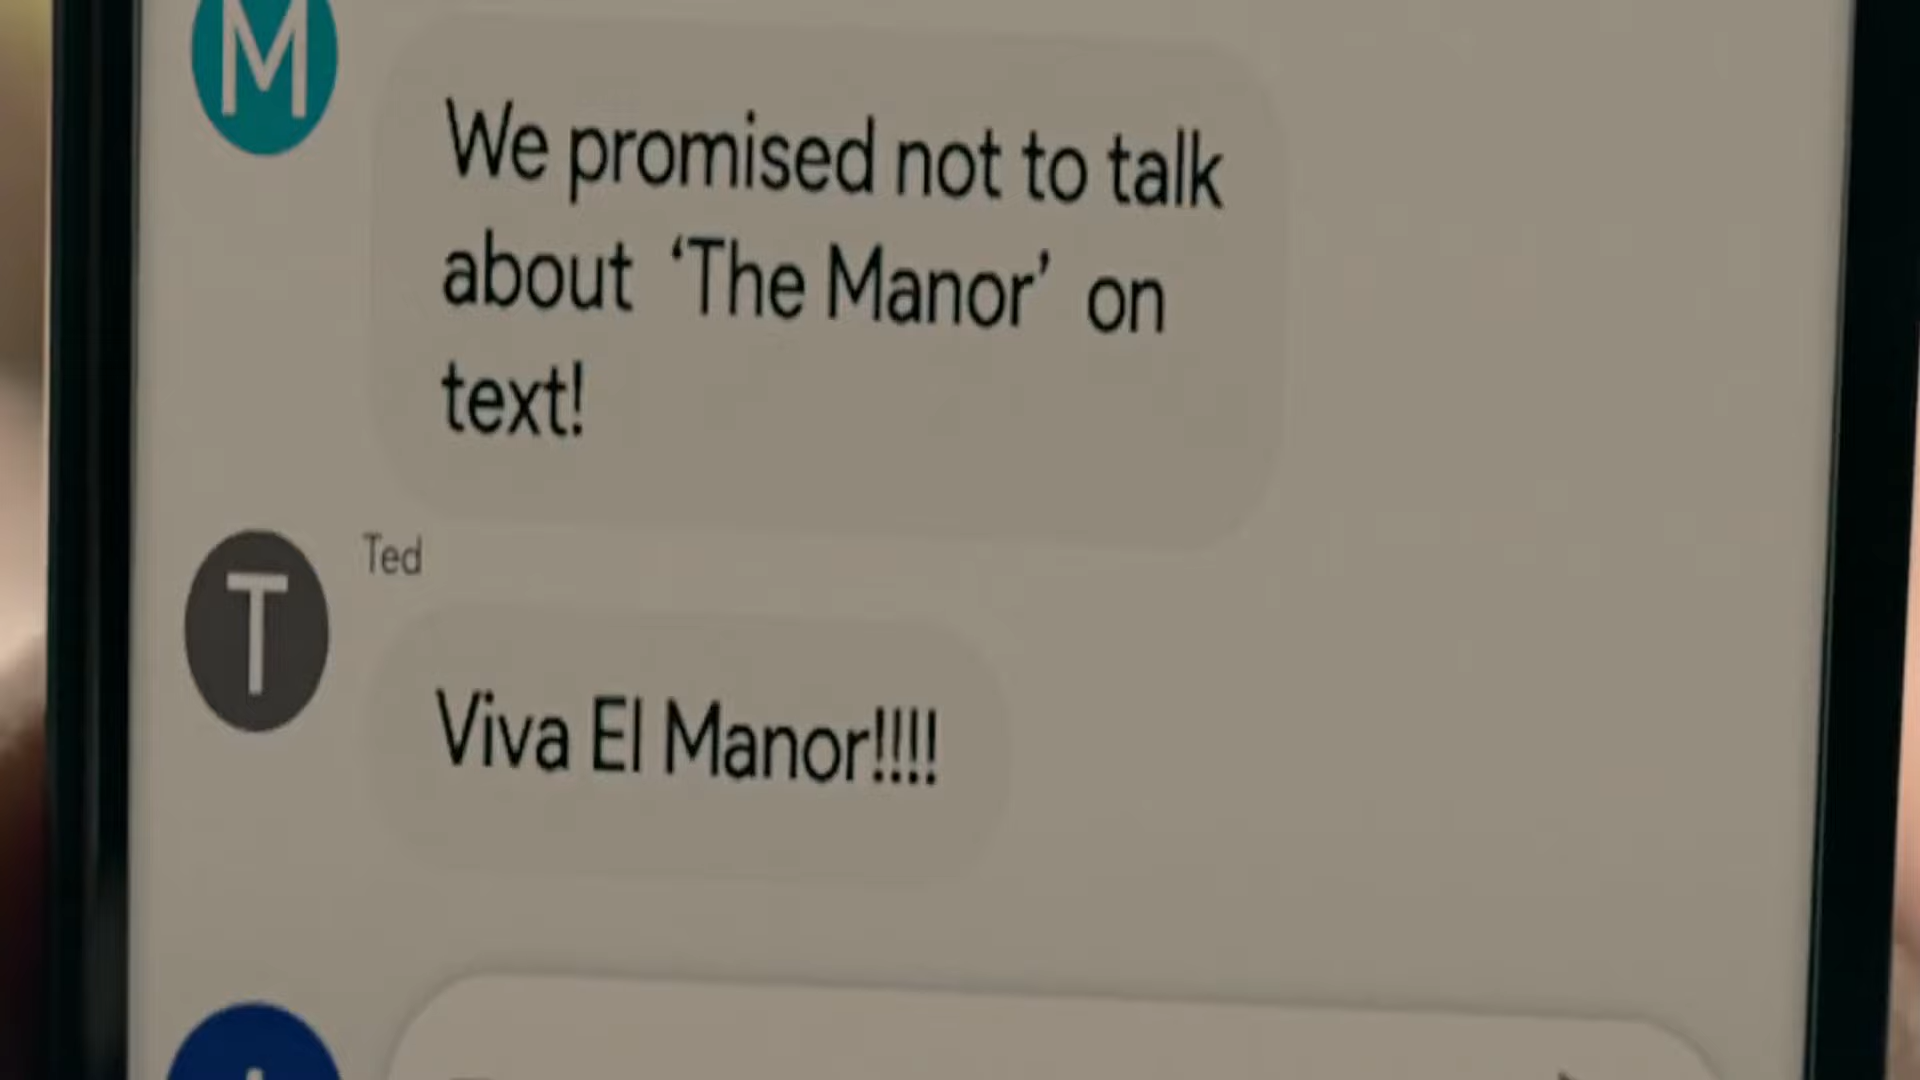 M
We promised not to talk
about ‘The Manor’ on
text!
Ted
T
Viva El Manor!!!!